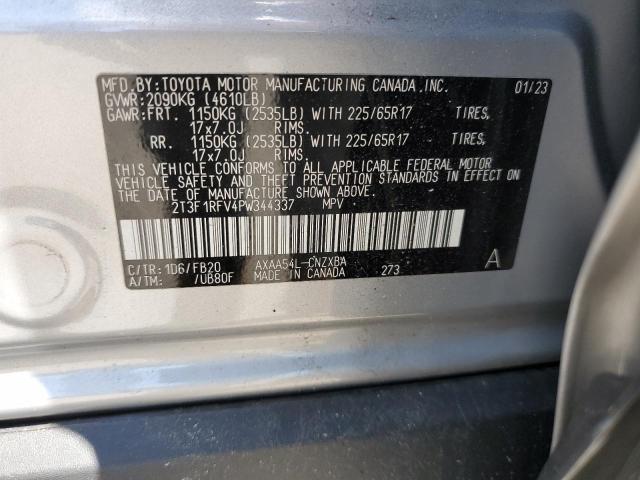 MFD.BY:TOYOTA MOTOR MANUFACTURING CANADA,INC. 01/23
GVWR:2090KG (4610LB)
GAWR:FRT. 1150KG (2535LB) WITH 225/65R17 TIRES,
17x7.0J RIMS.
RR. 1150KG (2535LB) WITH 225/65R17 TIRES,
17x7.0J RIMS.
THIS VEHICLE CONFORMS TO ALL APPLICABLE FEDERAL MOTOR
VEHICLE SAFETY AND THEFT PREVENTION STANDARDS IN EFFECT ON
THE DATE OF MANUFACTURE SHOWN ABOVE.
2T3F1RFV4PW344337 MPV
C/TR:1D6/FB20 AXAA54L-CNZXBA A
A/TM: /UB80F MADE IN CANADA 273